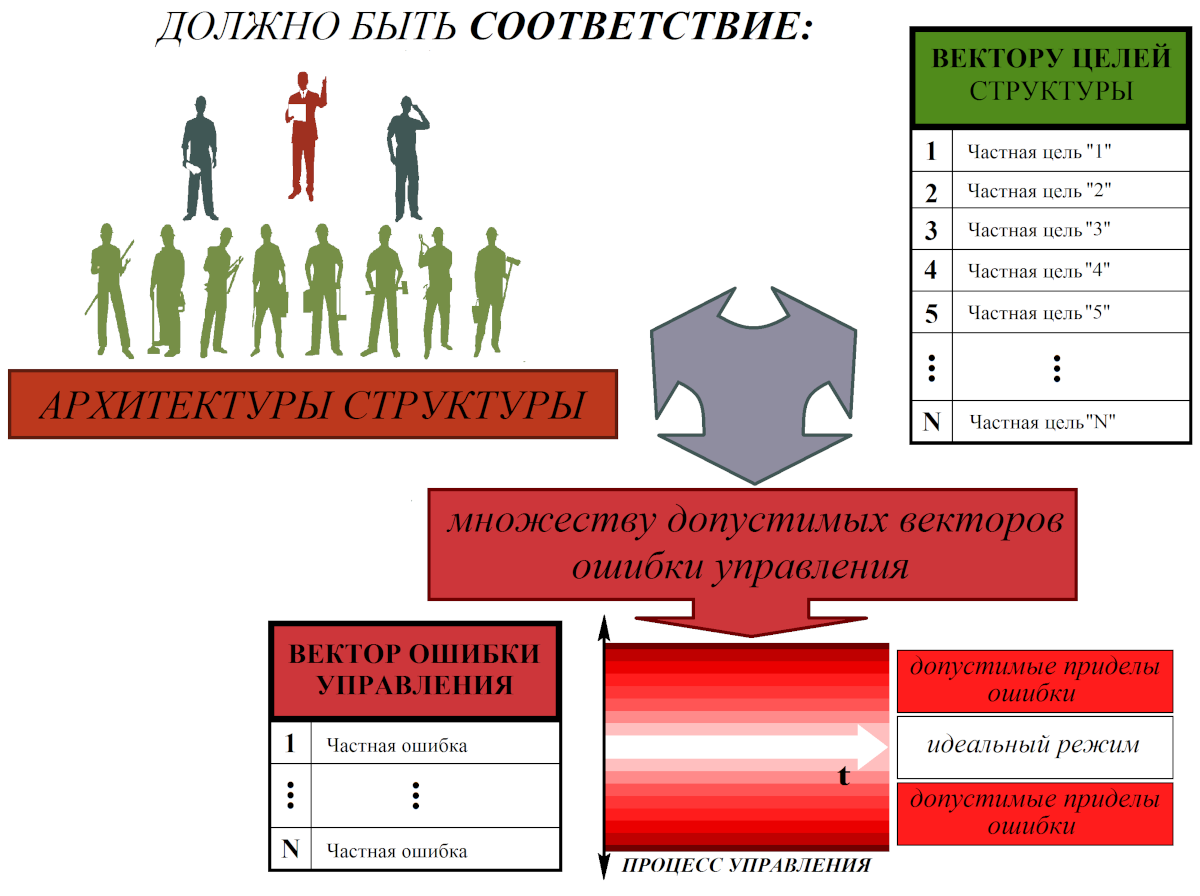 ДОЛЖНО БЫТЬ СООТВЕТСТВИЕ:
ВЕКТОРУ ЦЕЛЕЙ
СТРУКТУРЫ
1 Частная цель "1"
2 Частная цель "2"
3 Частная цель "3"
4 Частная цель "4"
5 Частная цель "5"
N Частная цель "N"
АРХИТЕКТУРЫ СТРУКТУРЫ
множеству допустимых векторов
ошибки управления
ВЕКТОР ОШИБКИ
УПРАВЛЕНИЯ
1 Частная ошибка
N Частная ошибка
t
допустимые приделы
ошибки
идеальный режим
допустимые приделы
ошибки
ПРОЦЕСС УПРАВЛЕНИЯ